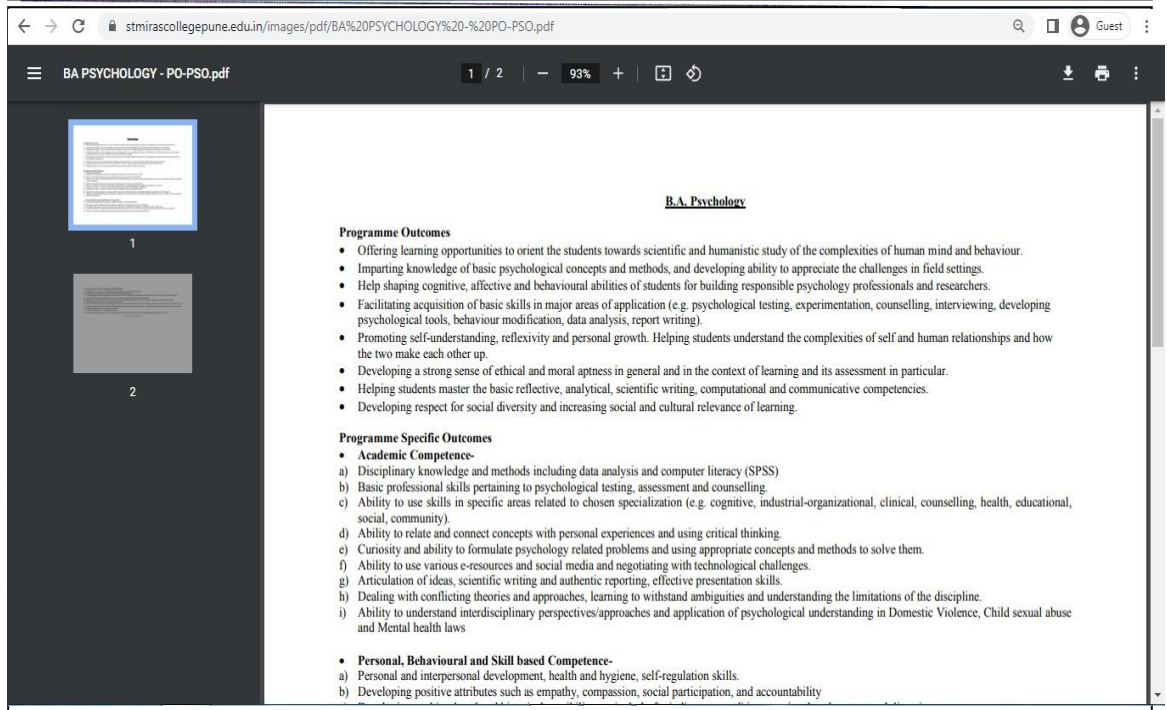 stmirascollegepune.edu.in/images/pdf/BA%20PSYCHOLOGY%20-%20PO-PSO.pdf
Guest
BA PSYCHOLOGY - PO-PSO.pdf
1 / 2
93%
1
2
B.A. Psychology
Programme Outcomes
• Offering learning opportunities to orient the students towards scientific and humanistic study of the complexities of human mind and behaviour.
• Imparting knowledge of basic psychological concepts and methods, and developing ability to appreciate the challenges in field settings.
• Help shaping cognitive, affective and behavioural abilities of students for building responsible psychology professionals and researchers.
• Facilitating acquisition of basic skills in major areas of application (e.g. psychological testing, experimentation, counselling, interviewing, developing
psychological tools, behaviour modification, data analysis, report writing).
• Promoting self-understanding, reflexivity and personal growth. Helping students understand the complexities of self and human relationships and how
the two make each other up.
• Developing a strong sense of ethical and moral aptness in general and in the context of learning and its assessment in particular.
• Helping students master the basic reflective, analytical, scientific writing, computational and communicative competencies.
• Developing respect for social diversity and increasing social and cultural relevance of learning.
Programme Specific Outcomes
• Academic Competence-
a) Disciplinary knowledge and methods including data analysis and computer literacy (SPSS)
b) Basic professional skills pertaining to psychological testing, assessment and counselling.
c) Ability to use skills in specific areas related to chosen specialization (e.g. cognitive, industrial-organizational, clinical, counselling, health, educational,
social, community).
d) Ability to relate and connect concepts with personal experiences and using critical thinking.
e) Curiosity and ability to formulate psychology related problems and using appropriate concepts and methods to solve them.
f) Ability to use various e-resources and social media and negotiating with technological challenges.
g) Articulation of ideas, scientific writing and authentic reporting, effective presentation skills.
h) Dealing with conflicting theories and approaches, learning to withstand ambiguities and understanding the limitations of the discipline.
i) Ability to understand interdisciplinary perspectives/approaches and application of psychological understanding in Domestic Violence, Child sexual abuse
and Mental health laws
• Personal, Behavioural and Skill based Competence-
a) Personal and interpersonal development, health and hygiene, self-regulation skills.
b) Developing positive attributes such as empathy, compassion, social participation, and accountability